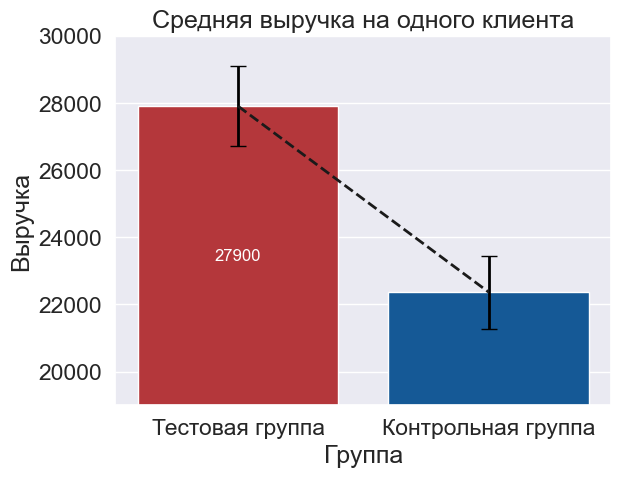 Средняя выручка на одного клиента
30000
28000
26000
24000
22000
20000
Выручка
27900
Тестовая группа
Контрольная группа
Группа